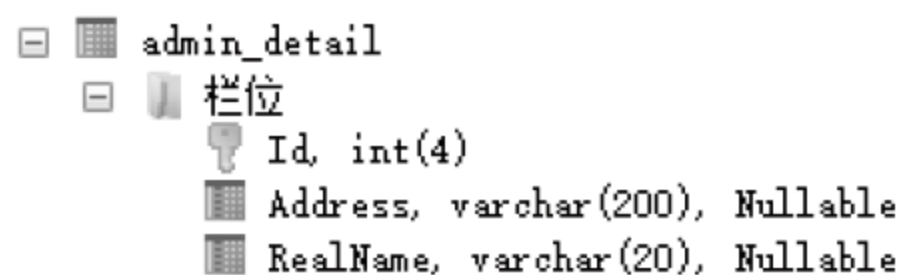 admin_detail
栏位
Id, int(4)
Address, varchar(200), Nullable
RealName, varchar(20), Nullable